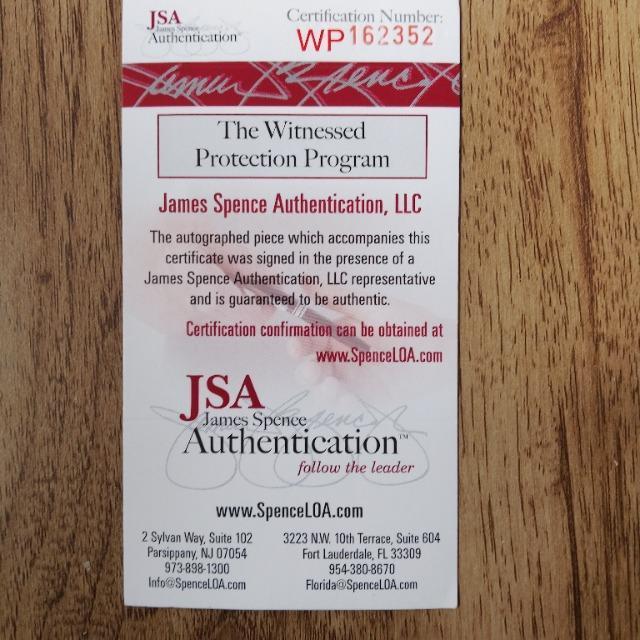 JSA
James Spence
Authentication™
Certification Number:
WP162352
The Witnessed
Protection Program
James Spence Authentication, LLC
The autographed piece which accompanies this
certificate was signed in the presence of a
James Spence Authentication, LLC representative
and is guaranteed to be authentic.
Certification confirmation can be obtained at
www.SpenceLOA.com
JSA
James Spence
Authentication™
follow the leader
www.SpenceLOA.com
2 Sylvan Way, Suite 102
Parsippany, NJ 07054
973-898-1300
Info@SpenceLOA.com
3223 N.W. 10th Terrace, Suite 604
Fort Lauderdale, FL 33309
954-380-8670
Florida@SpenceLOA.com